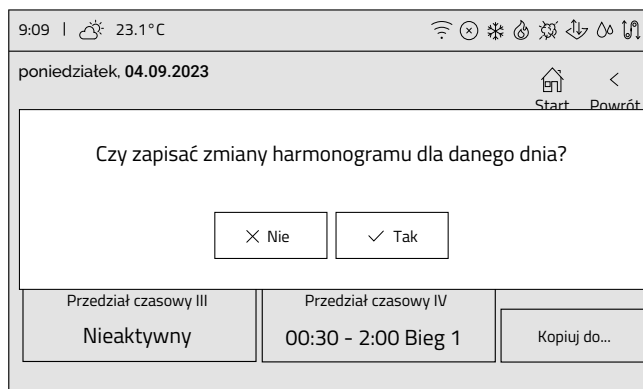 9:09 | 23.1°C
poniedziałek, 04.09.2023
Start Powrót
Czy zapisać zmiany harmonogramu dla danego dnia?
Nie Tak
Przedział czasowy III Przedział czasowy IV
Nieaktywny 00:30 - 2:00 Bieg 1 Kopiuj do...